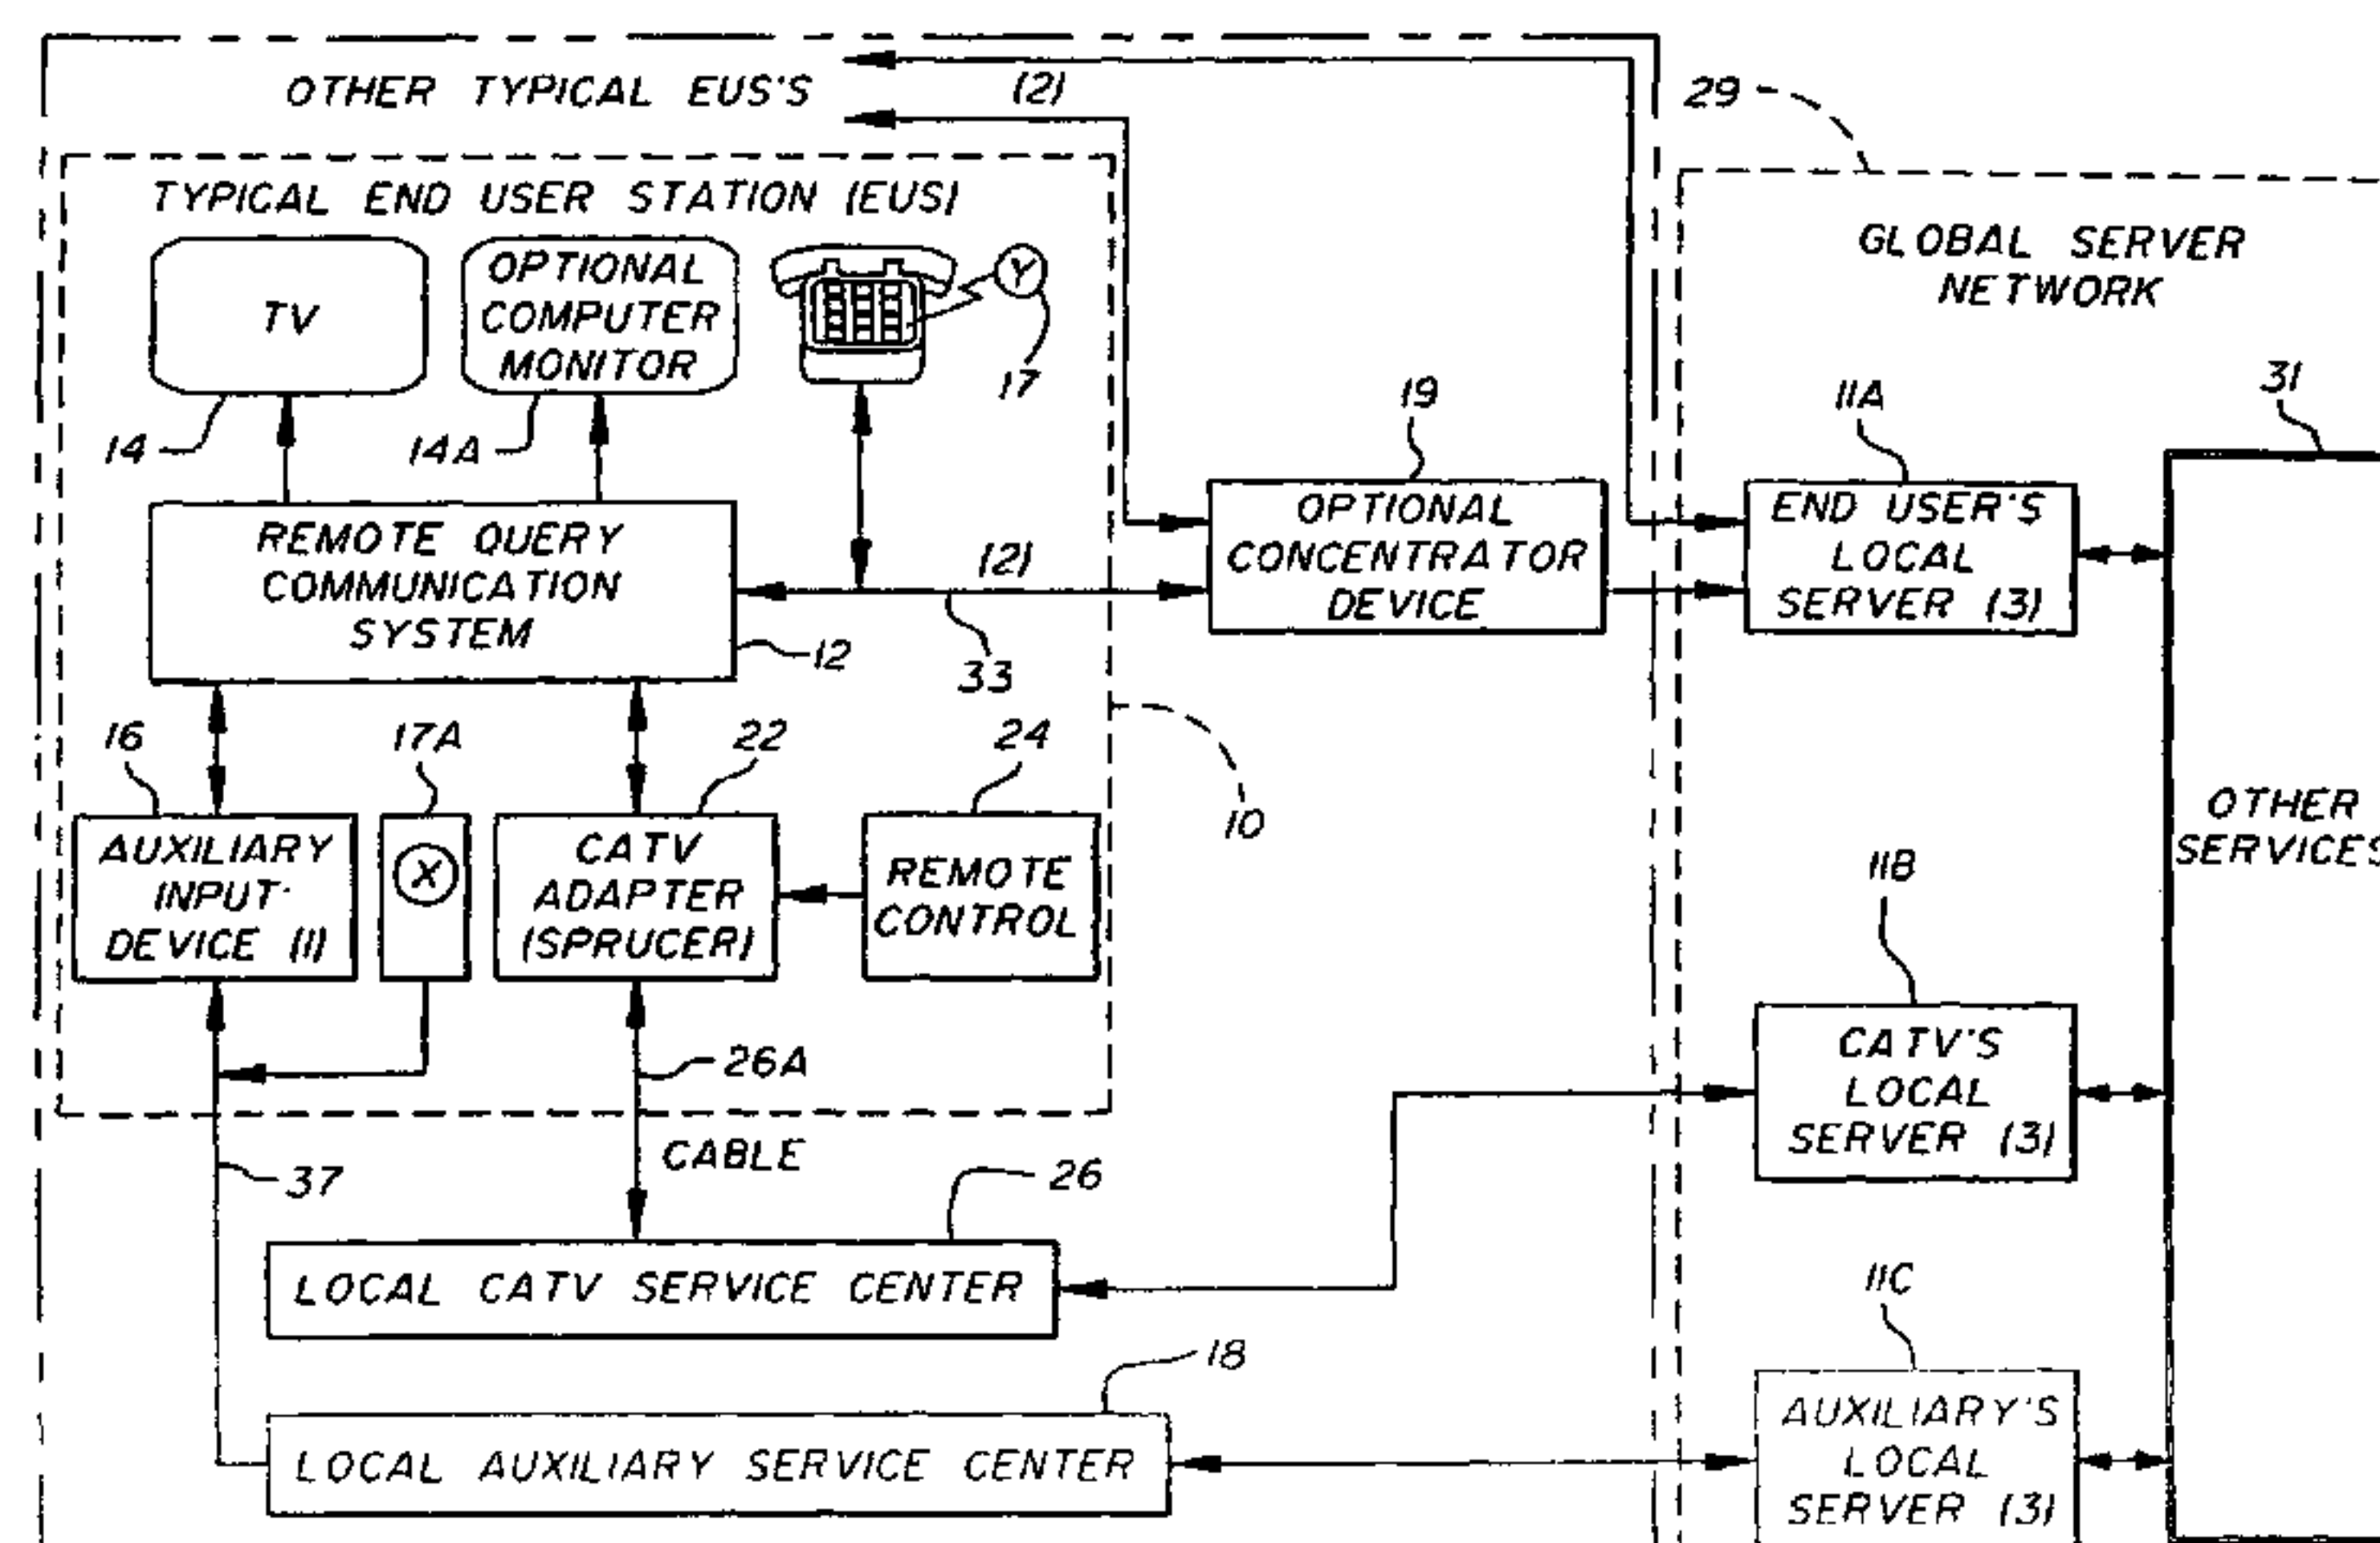 OTHER TYPICAL EUS'S
(2)
29
TYPICAL END USER STATION (EUS)
GLOBAL SERVER
NETWORK
TV
OPTIONAL
COMPUTER
MONITOR
Y
17
14
14A
19
11A
31
REMOTE QUERY
COMMUNICATION
SYSTEM
12
(2)
33
OPTIONAL
CONCENTRATOR
DEVICE
END USER'S
LOCAL
SERVER (3)
16
17A
22
24
10
OTHER
SERVICES
AUXILIARY
INPUT
DEVICE (1)
X
CATV
ADAPTER
(SPRUCER)
REMOTE
CONTROL
11B
26A
CATV'S
LOCAL
SERVER (3)
CABLE
37
26
LOCAL CATV SERVICE CENTER
11C
18
LOCAL AUXILIARY SERVICE CENTER
AUXILIARY'S
LOCAL
SERVER (3)